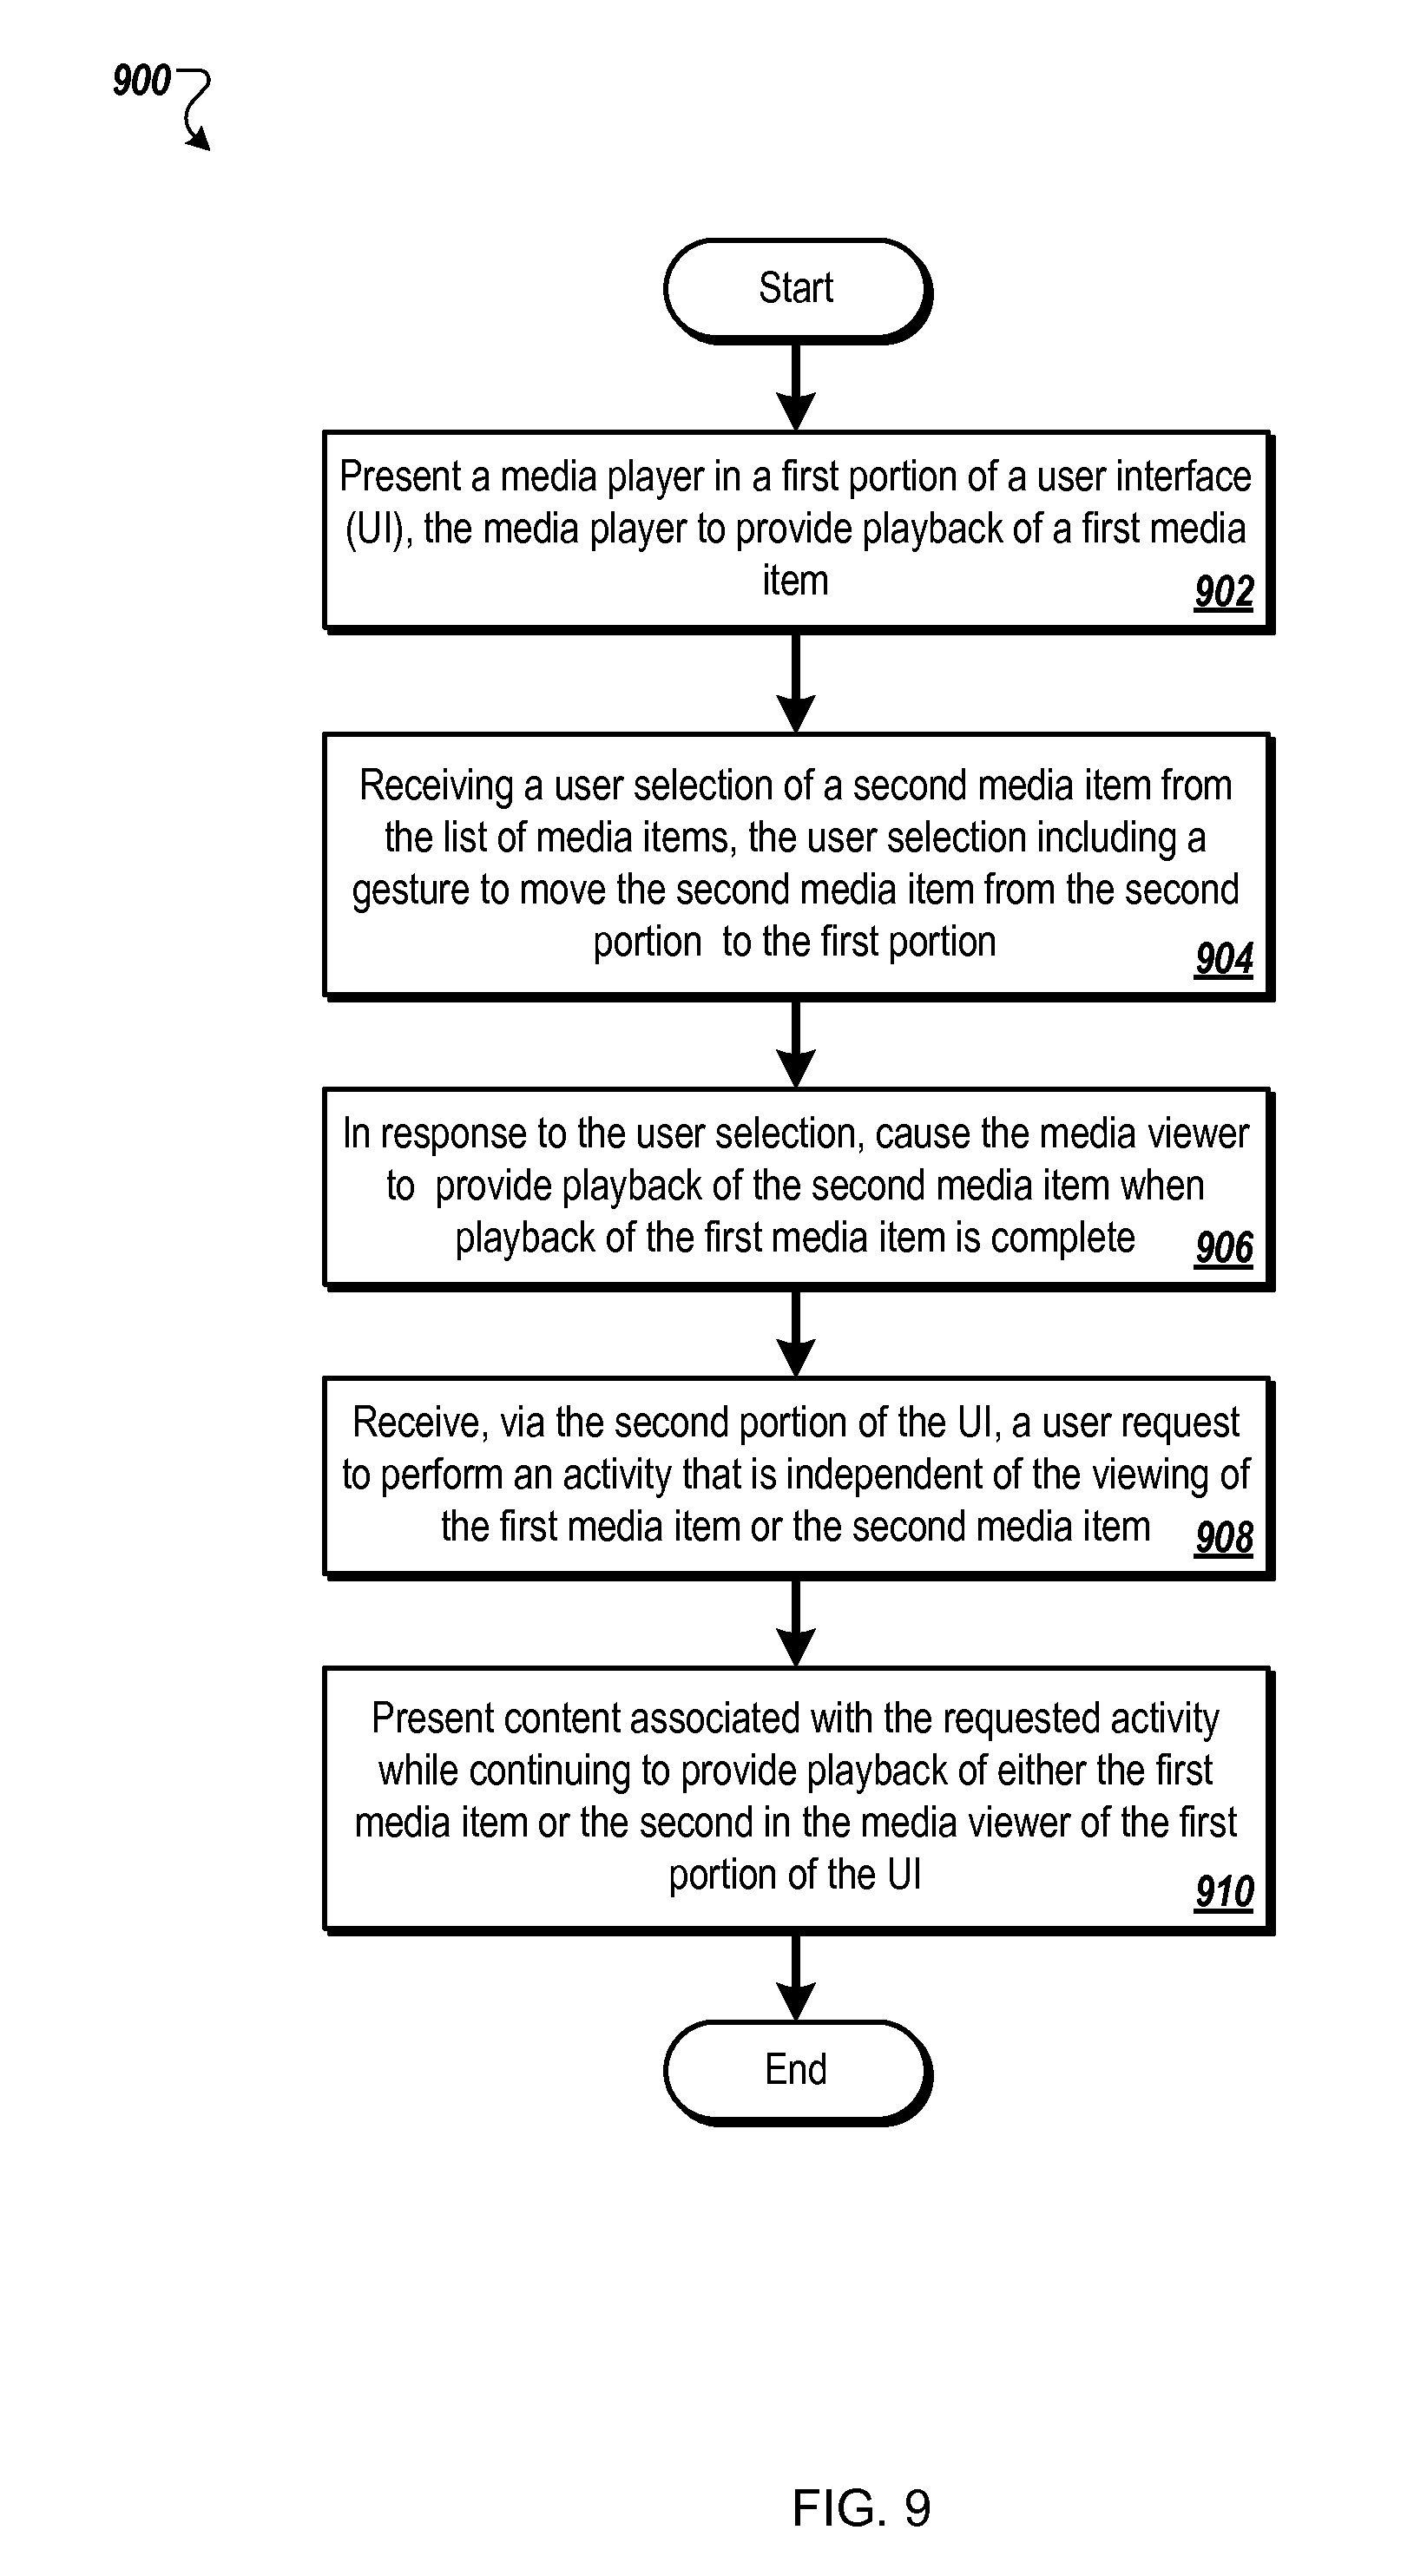 900
Start
Present a media player in a first portion of a user interface
(UI), the media player to provide playback of a first media
item
902
Receiving a user selection of a second media item from
the list of media items, the user selection including a
gesture to move the second media item from the second
portion to the first portion
904
In response to the user selection, cause the media viewer
to provide playback of the second media item when
playback of the first media item is complete
906
Receive, via the second portion of the UI, a user request
to perform an activity that is independent of the viewing of
the first media item or the second media item
908
Present content associated with the requested activity
while continuing to provide playback of either the first
media item or the second in the media viewer of the first
portion of the UI
910
End
FIG. 9